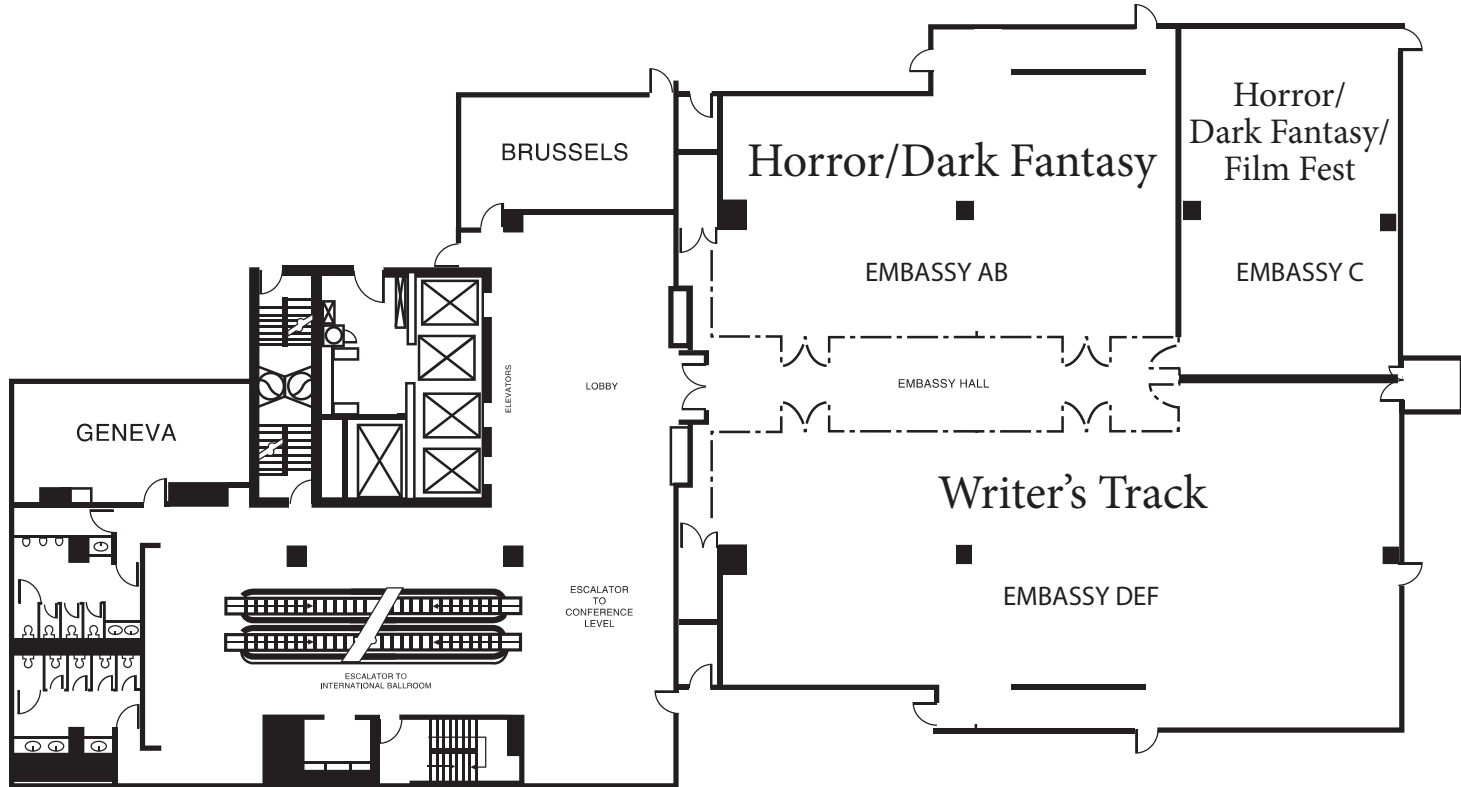 BRUSSELS
Horror/Dark Fantasy
EMBASSY AB
Horror/
Dark Fantasy/
Film Fest
EMBASSY C
ELEVATORS
LOBBY
EMBASSY HALL
GENEVA
Writer's Track
EMBASSY DEF
ESCALATOR
TO
CONFERENCE
LEVEL
ESCALATOR TO
INTERNATIONAL BALLROOM